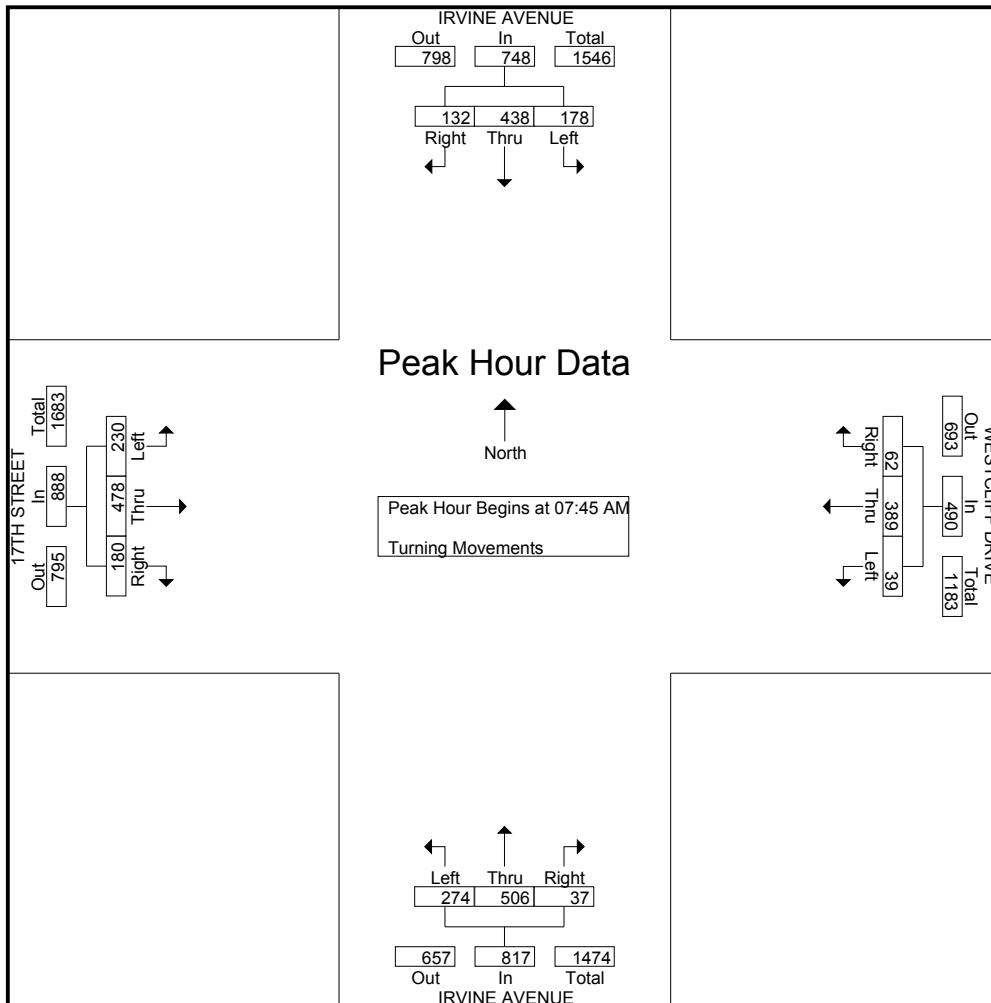 IRVINE AVENUE
Out In Total
798 748 1546
132 438 178
Right Thru Left
Peak Hour Data
North
Peak Hour Begins at 07:45 AM
Turning Movements
17TH STREET
Out In Total
795 888 1683
180 478 230
Right Thru Left
WESTCLIFF DRIVE
Out In Total
693 490 1183
62 389 39
Right Thru Left
Left Thru Right
274 506 37
657 817 1474
Out In Total
IRVINE AVENUE